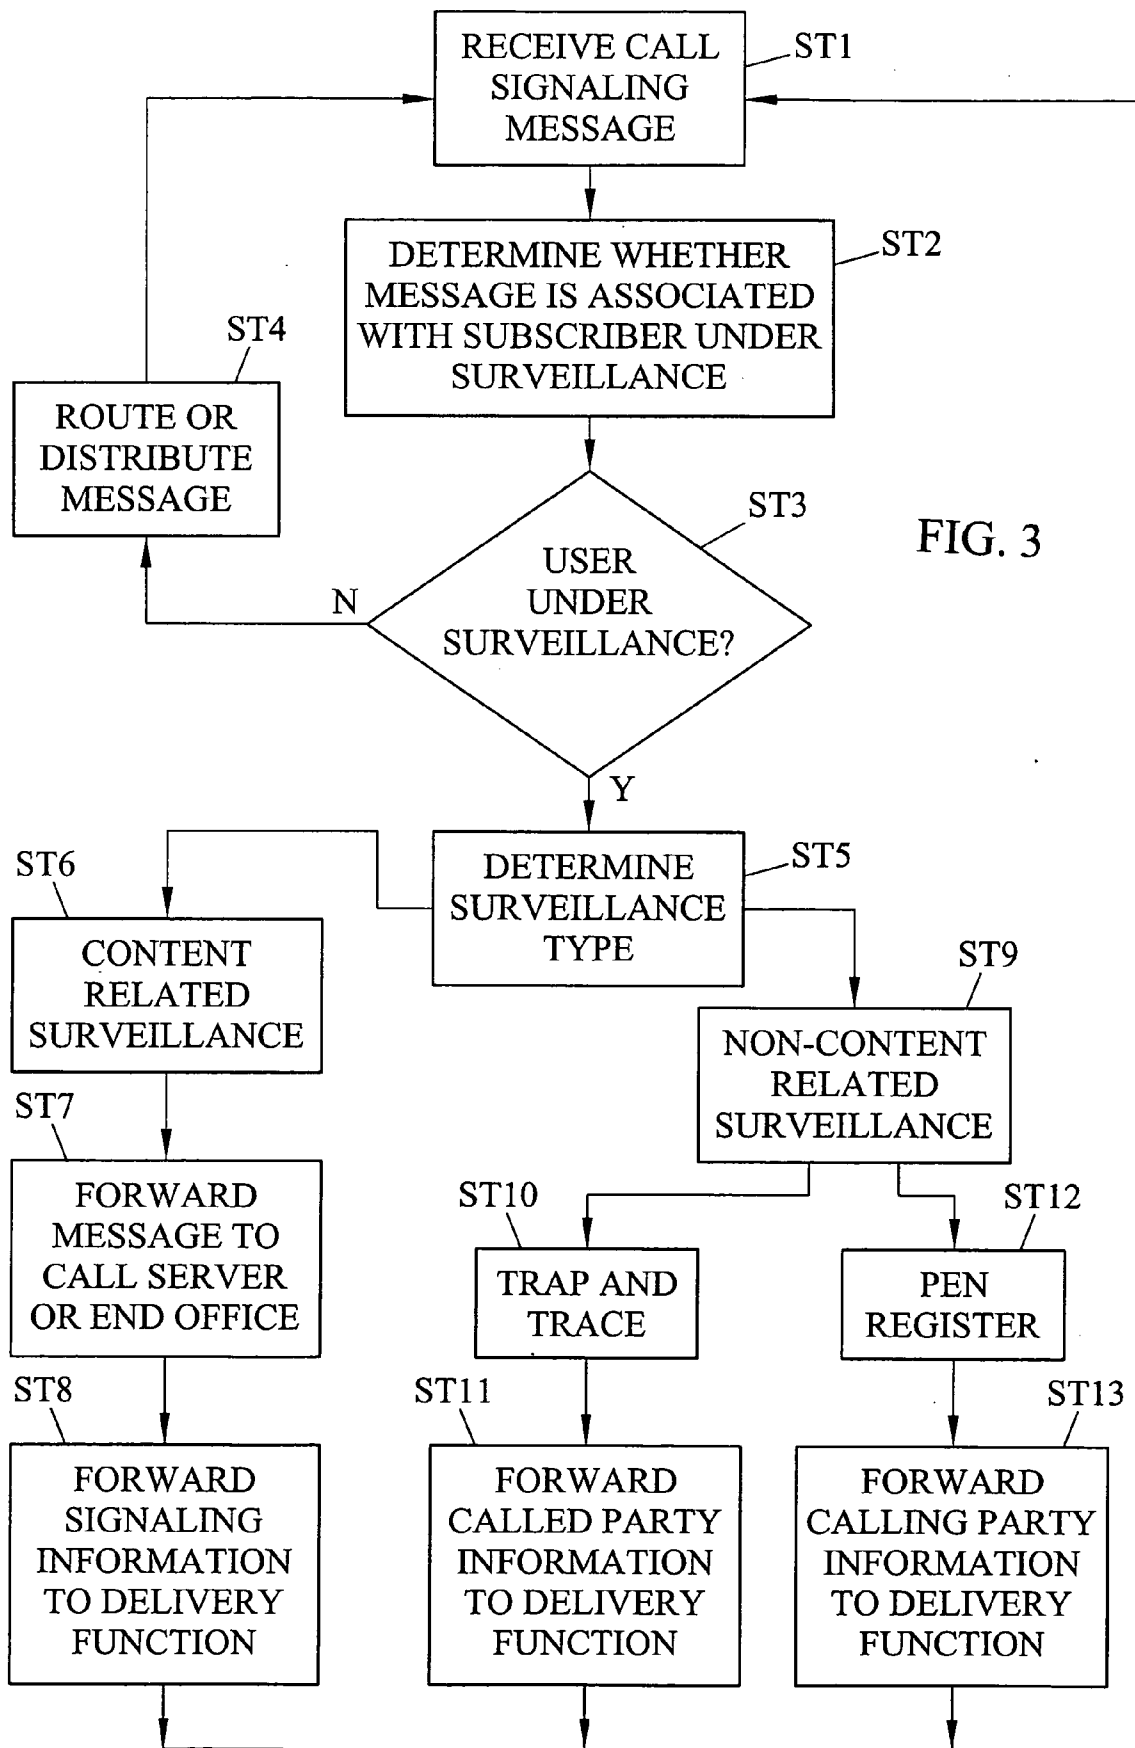 RECEIVE CALL
SIGNALING
MESSAGE
ST1
DETERMINE WHETHER
MESSAGE IS ASSOCIATED
WITH SUBSCRIBER UNDER
SURVEILLANCE
ST2
ST4
ROUTE OR
DISTRIBUTE
MESSAGE
ST3
USER
UNDER
SURVEILLANCE?
N
Y
FIG. 3
DETERMINE
SURVEILLANCE
TYPE
ST5
ST6
CONTENT
RELATED
SURVEILLANCE
ST9
NON-CONTENT
RELATED
SURVEILLANCE
ST7
FORWARD
MESSAGE TO
CALL SERVER
OR END OFFICE
ST10
TRAP AND
TRACE
ST12
PEN
REGISTER
ST8
FORWARD
SIGNALING
INFORMATION
TO DELIVERY
FUNCTION
ST11
FORWARD
CALLED PARTY
INFORMATION
TO DELIVERY
FUNCTION
ST13
FORWARD
CALLING PARTY
INFORMATION
TO DELIVERY
FUNCTION